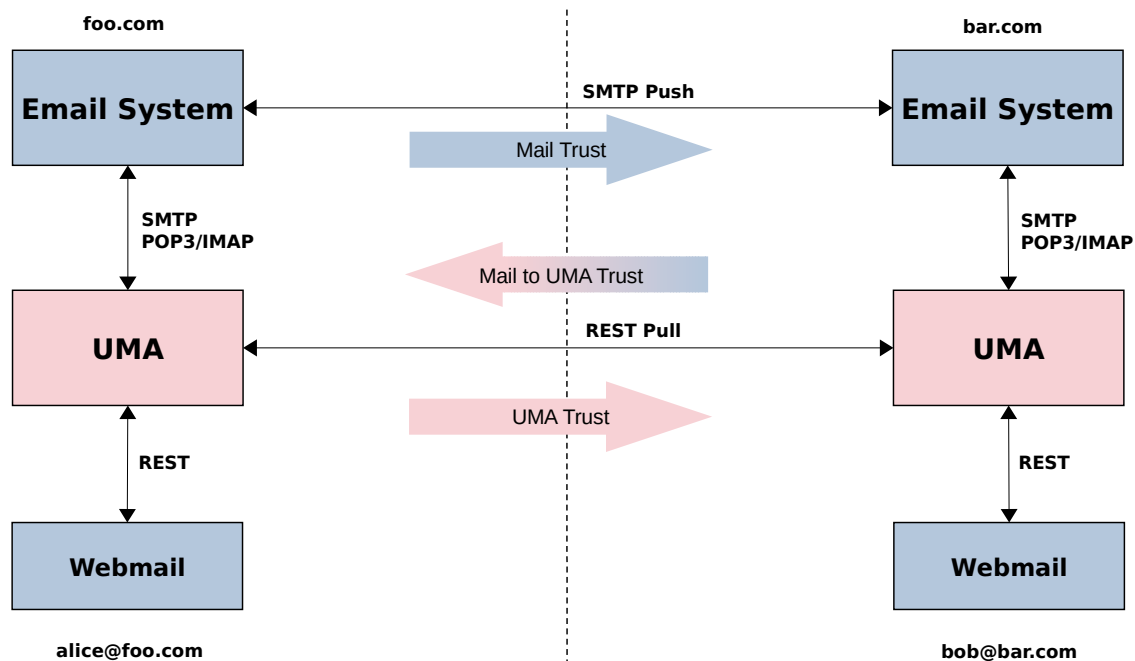 foo.com
bar.com
Email System
SMTP Push
Email System
Mail Trust
SMTP
POP3/IMAP
SMTP
POP3/IMAP
Mail to UMA Trust
UMA
REST Pull
UMA
UMA Trust
REST
REST
Webmail
Webmail
alice@foo.com
bob@bar.com